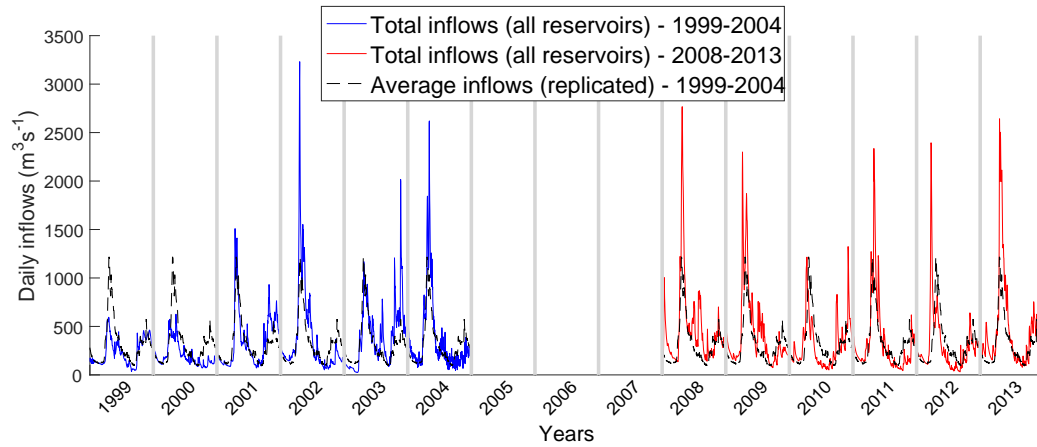 Total inflows (all reservoirs) - 1999-2004
Total inflows (all reservoirs) - 2008-2013
Average inflows (replicated) - 1999-2004
Daily inflows (m³s⁻¹)
3500
3000
2500
2000
1500
1000
500
0
1999 2000 2001 2002 2003 2004 2005 2006 2007 2008 2009 2010 2011 2012 2013
Years